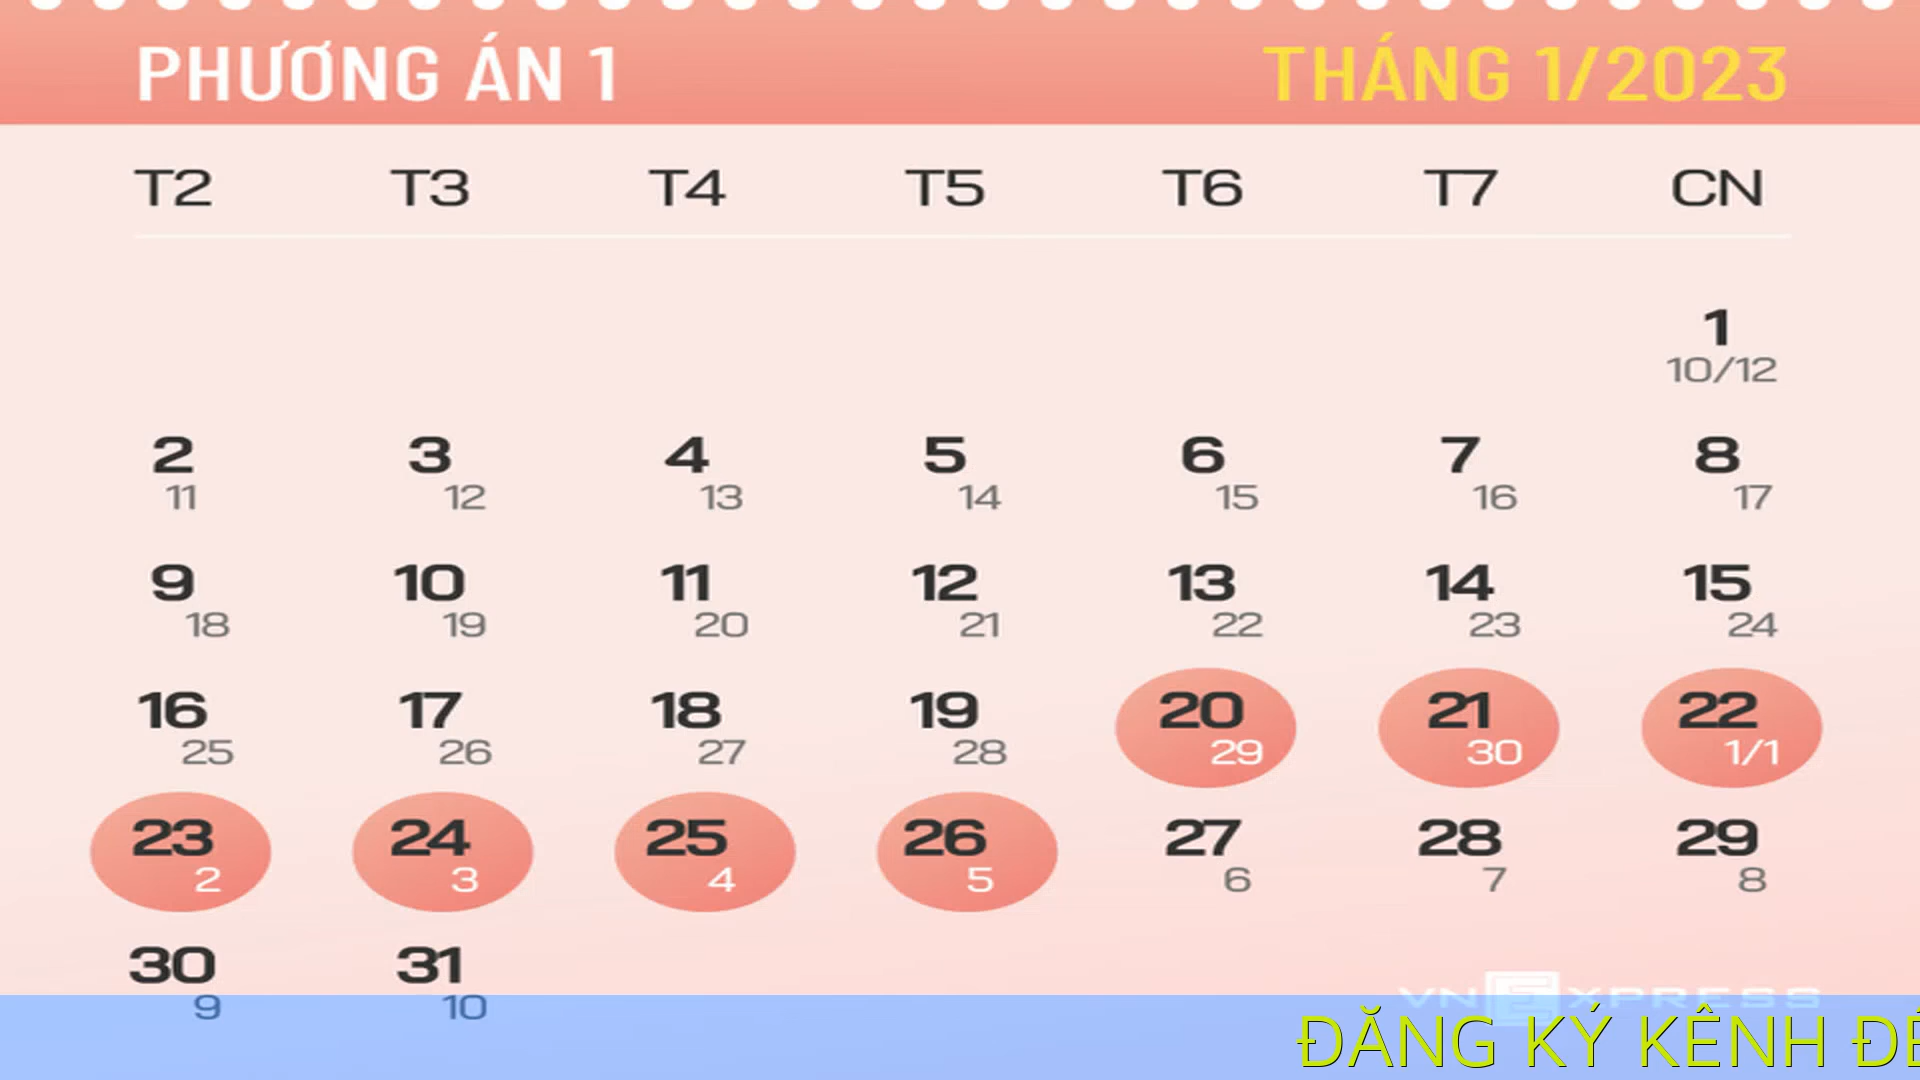 PHƯƠNG ÁN 1 THÁNG 1/2023
T2 T3 T4 T5 T6 T7 CN
1
10/12
2 3 4 5 6 7 8
11 12 13 14 15 16 17
9 10 11 12 13 14 15
18 19 20 21 22 23 24
16 17 18 19 20 21 22
25 26 27 28 29 30 1/1
23 24 25 26 27 28 29
2 3 4 5 6 7 8
30 31
9 10
VNEXPRESS
ĐĂNG KÝ KÊNH